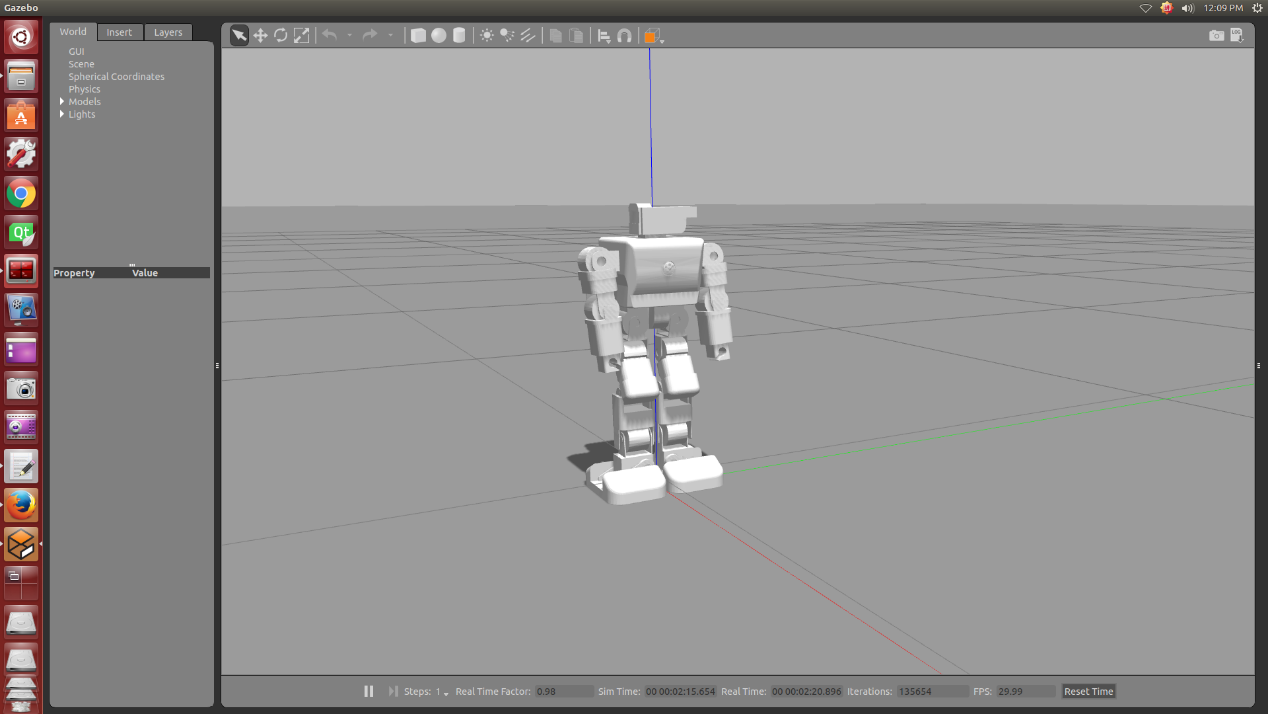 Gazebo
12:09 PM
World Insert Layers
GUI
Scene
Spherical Coordinates
Physics
Models
Lights
Property Value
Steps: 1 Real Time Factor: 0.98 Sim Time: 00 00:02:15.654 Real Time: 00 00:02:20.896 Iterations: 135654 FPS: 29.99 Reset Time
Qt
LOG